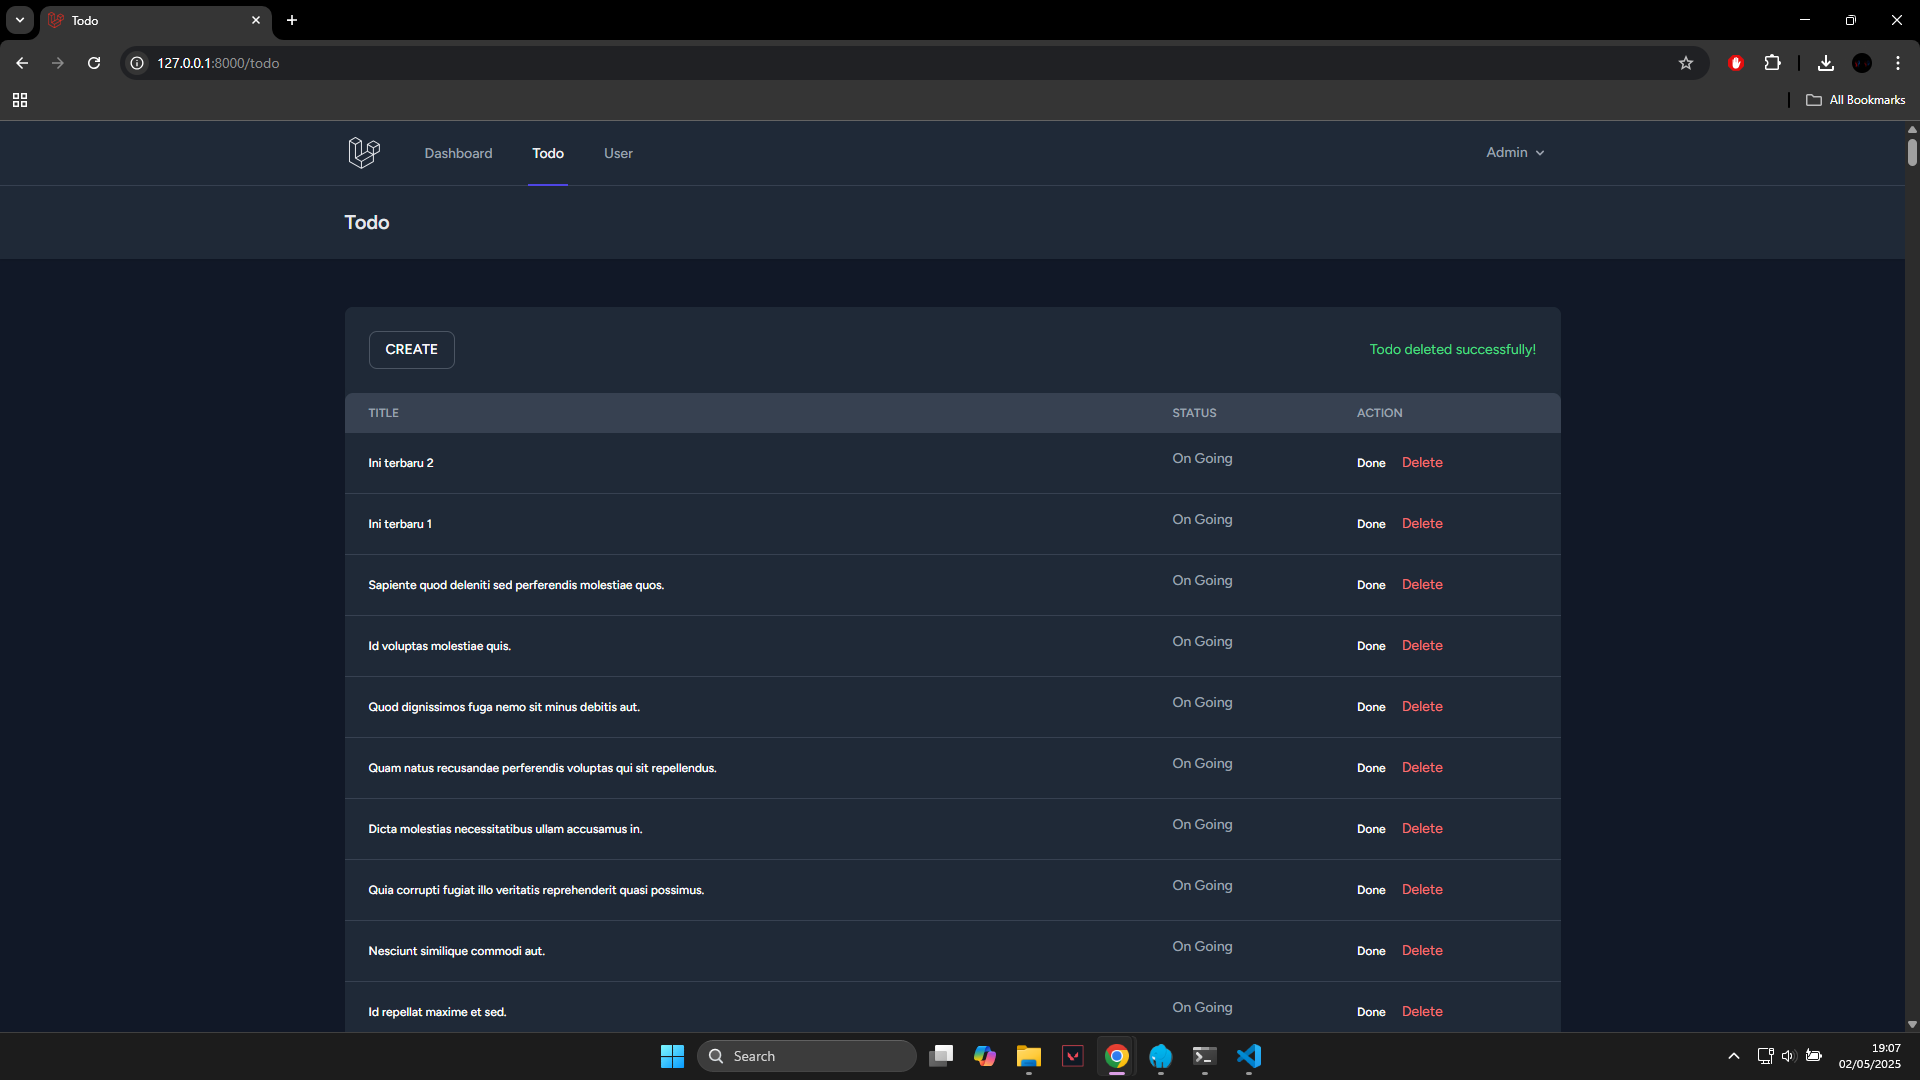 Todo
127.0.0.1:8000/todo
All Bookmarks
Dashboard Todo User Admin
Todo
CREATE Todo deleted successfully!
TITLE STATUS ACTION
Ini terbaru 2 On Going Done Delete
Ini terbaru 1 On Going Done Delete
Sapiente quod deleniti sed perferendis molestiae quos. On Going Done Delete
Id voluptas molestiae quis. On Going Done Delete
Quod dignissimos fuga nemo sit minus debitis aut. On Going Done Delete
Quam natus recusandae perferendis voluptas qui sit repellendus. On Going Done Delete
Dicta molestias necessitatibus ullam accusamus in. On Going Done Delete
Quia corrupti fugiat illo veritatis reprehenderit quasi possimus. On Going Done Delete
Nesciunt similique commodi aut. On Going Done Delete
Id repellat maxime et sed. On Going Done Delete
Search
19:07
02/05/2025